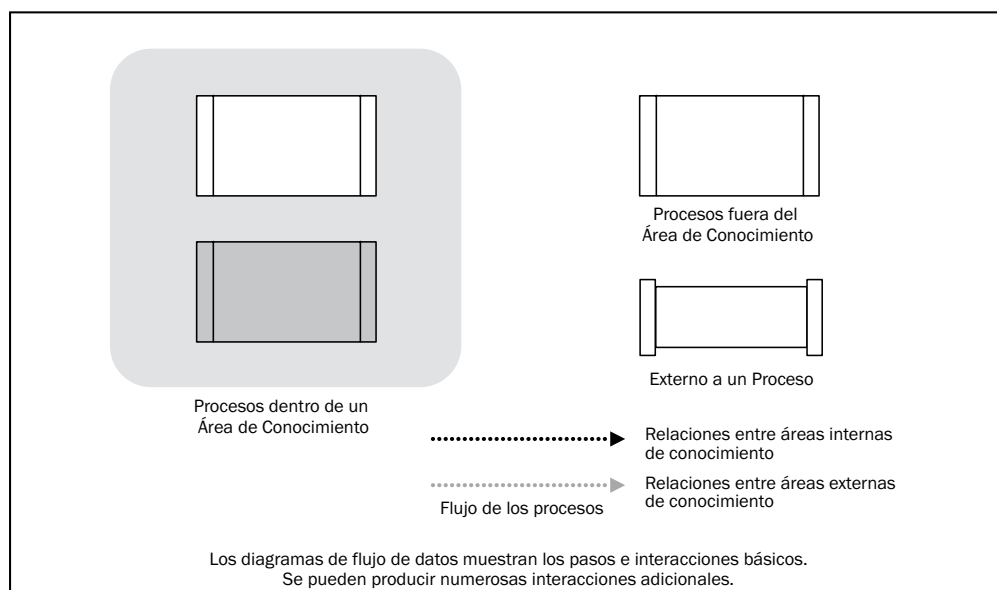 Procesos fuera del
Área de Conocimiento
Externo a un Proceso
Procesos dentro de un
Área de Conocimiento
Relaciones entre áreas internas
de conocimiento
Relaciones entre áreas externas
de conocimiento
Flujo de los procesos
Los diagramas de flujo de datos muestran los pasos e interacciones básicos.
Se pueden producir numerosas interacciones adicionales.